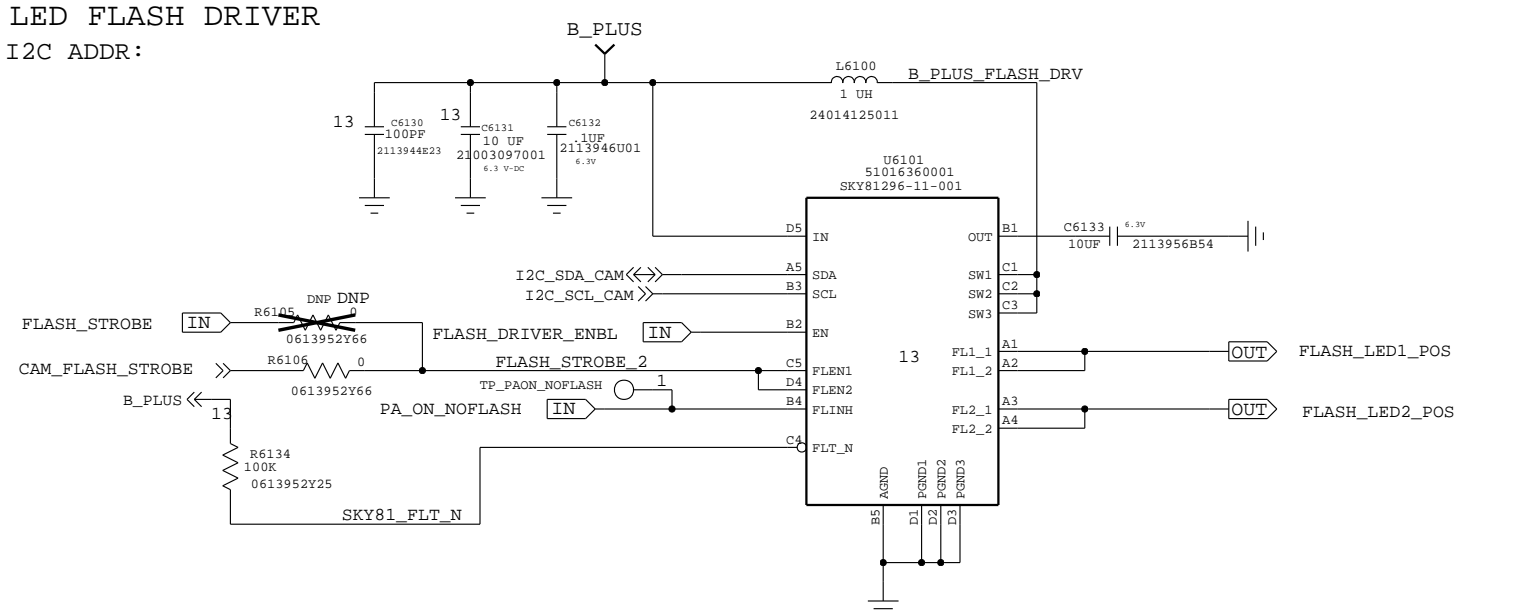 LED FLASH DRIVER
I2C ADDR:
B_PLUS
L6100
B_PLUS_FLASH_DRV
1 UH
24014125011
13
C6130
100PF
2113944E23
13
C6131
10 UF
21003097001
6.3 V-DC
C6132
.1UF
2113946U01
6.3V
U6101
51016360001
SKY81296-11-001
D5 IN
OUT B1
C6133
6.3V
10UF
2113956B54
I2C_SDA_CAM
A5 SDA
SW1 C1
I2C_SCL_CAM
B3 SCL
SW2 C2
SW3 C3
DNP DNP
R6105 0
FLASH_STROBE IN
0613952Y66
FLASH_DRIVER_ENBL IN
B2 EN
13
FL1_1 A1
FL1_2 A2
OUT FLASH_LED1_POS
CAM_FLASH_STROBE
R6106 0
0613952Y66
FLASH_STROBE_2
C5 FLEN1
D4 FLEN2
TP_PAON_NOFLASH 1
PA_ON_NOFLASH IN
B4 FLINH
FL2_1 A3
FL2_2 A4
OUT FLASH_LED2_POS
B_PLUS
13
R6134
100K
0613952Y25
C4 FLT_N
SKY81_FLT_N
AGND PGND1 PGND2 PGND3
B5 D1 D2 D3